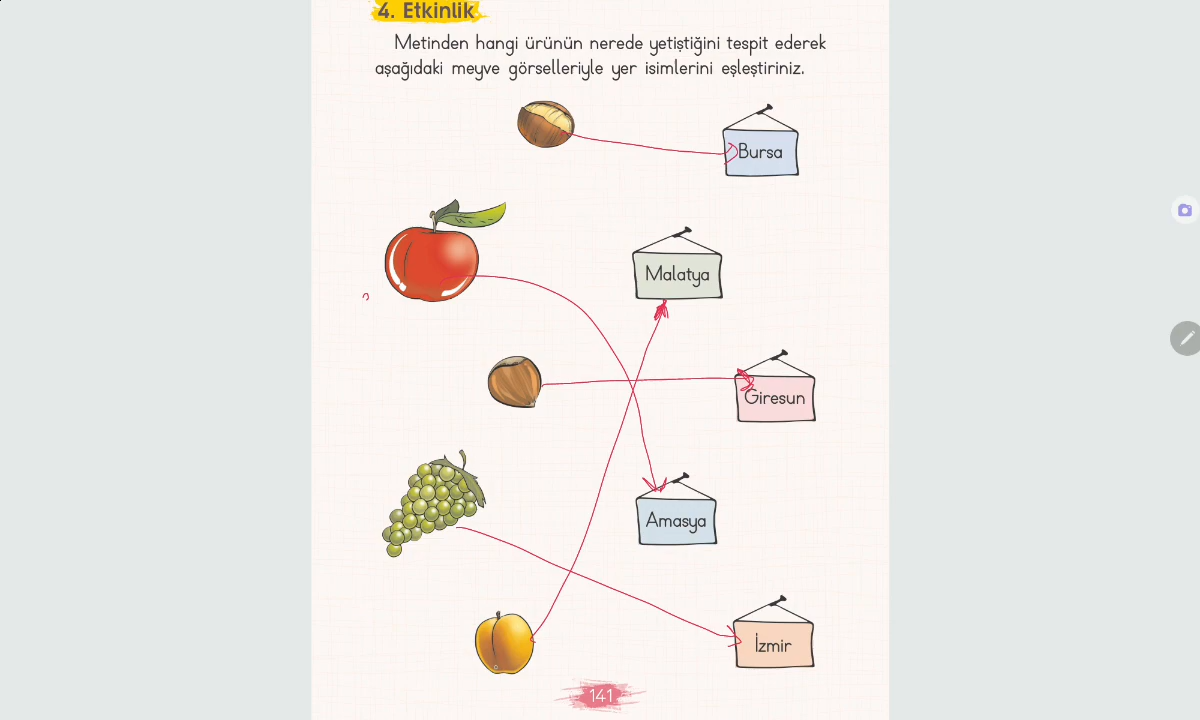 4. Etkinlik
Metinden hangi ürünün nerede yetiştiğini tespit ederek
aşağıdaki meyve görselleriyle yer isimlerini eşleştiriniz.
Bursa
Malatya
Giresun
Amasya
İzmir
141